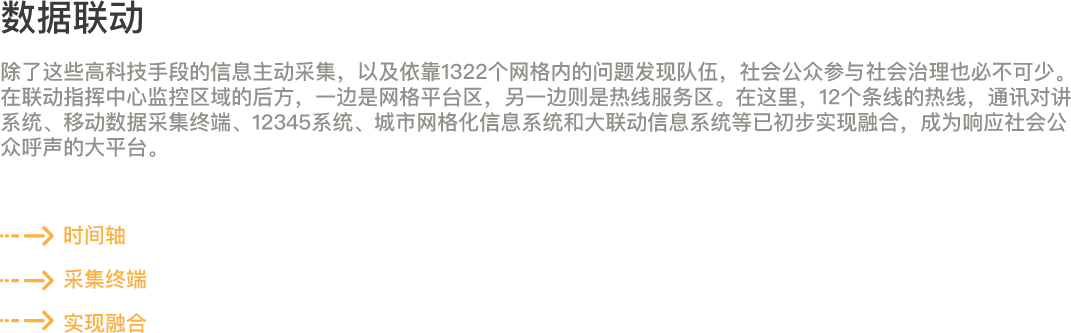 数据联动
除了这些高科技手段的信息主动采集，以及依靠1322个网格内的问题发现队伍，社会公众参与社会治理也必不可少。
在联动指挥中心监控区域的后方，一边是网格平台区，另一边则是热线服务区。在这里，12个条线的热线，通讯对讲
系统、移动数据采集终端、12345系统、城市网格化信息系统和大联动信息系统等已初步实现融合，成为响应社会公
众呼声的大平台。
时间轴
采集终端
实现融合